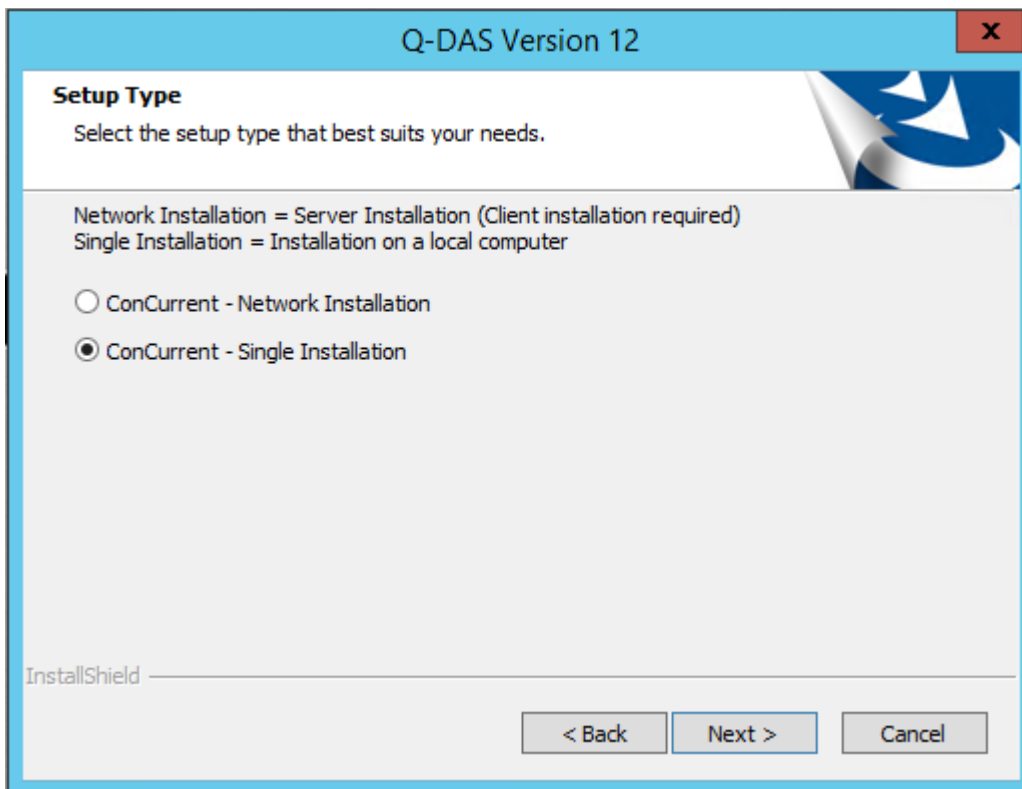 Q-DAS Version 12
x
Setup Type
Select the setup type that best suits your needs.
Network Installation = Server Installation (Client installation required)
Single Installation = Installation on a local computer
ConCurrent - Network Installation
ConCurrent - Single Installation
InstallShield
< Back Next > Cancel